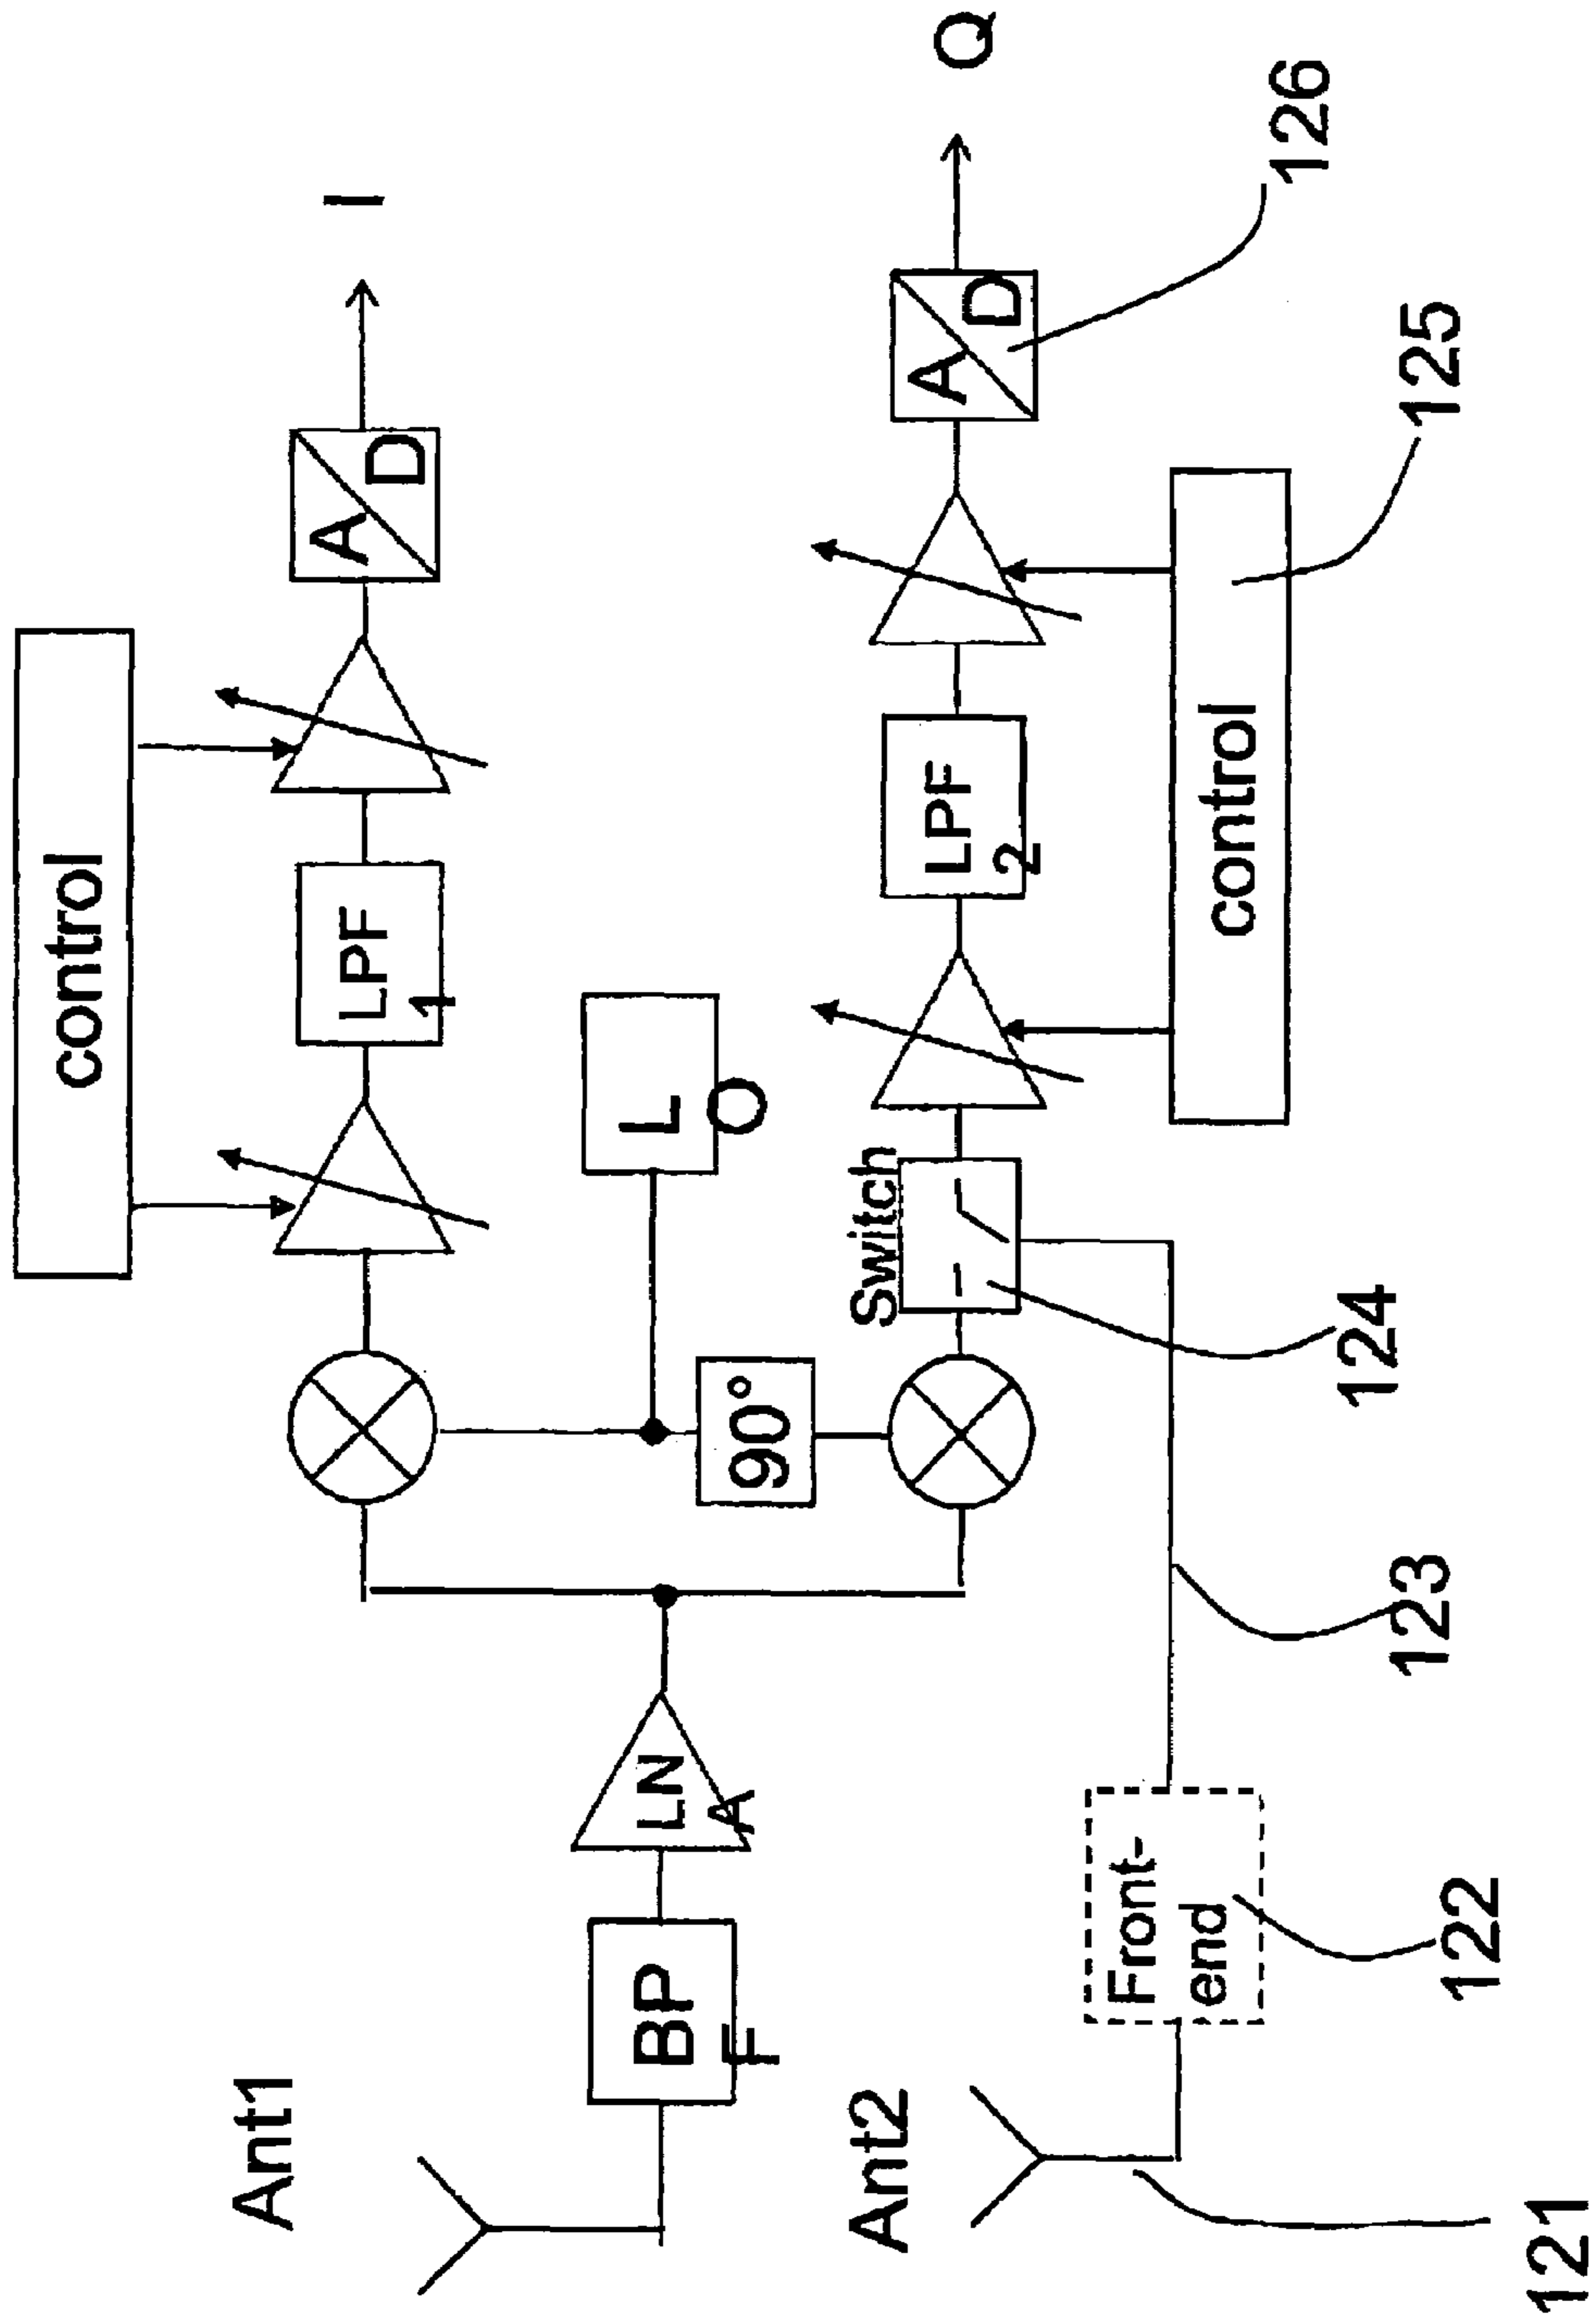 control
I
LPF
1
A
D
Ant1
BP
F
LN
A
L
O
90°
Switch
LPF
2
A
D
Q
Ant2
Front-
end
control
121
122
123
124
125
126